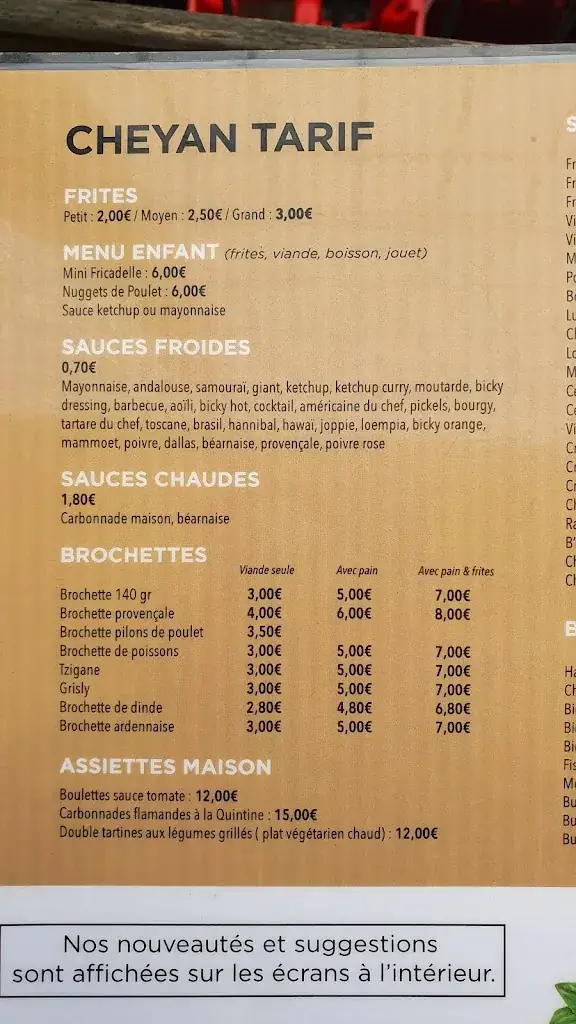 CHEYAN TARIF
FRITES
Petit : 2,00€ / Moyen : 2,50€ / Grand : 3,00€
MENU ENFANT (frites, viande, boisson, jouet)
Mini Fricadelle : 6,00€
Nuggets de Poulet : 6,00€
Sauce ketchup ou mayonnaise
SAUCES FROIDES
0,70€
Mayonnaise, andalouse, samouraï, giant, ketchup, ketchup curry, moutarde, bicky
dressing, barbecue, aoïli, bicky hot, cocktail, américaine du chef, pickels, bourgy,
tartare du chef, toscane, brasil, hannibal, hawaï, joppie, loempia, bicky orange,
mammoet, poivre, dallas, béarnaise, provençale, poivre rose
SAUCES CHAUDES
1,80€
Carbonnade maison, béarnaise
BROCHETTES
Viande seule Avec pain Avec pain & frites
Brochette 140 gr 3,00€ 5,00€ 7,00€
Brochette provençale 4,00€ 6,00€ 8,00€
Brochette pilons de poulet 3,50€
Brochette de poissons 3,00€ 5,00€ 7,00€
Tzigane 3,00€ 5,00€ 7,00€
Grisly 3,00€ 5,00€ 7,00€
Brochette de dinde 2,80€ 4,80€ 6,80€
Brochette ardennaise 3,00€ 5,00€ 7,00€
ASSIETTES MAISON
Boulettes sauce tomate : 12,00€
Carbonnades flamandes à la Quintine : 15,00€
Double tartines aux légumes grillés ( plat végétarien chaud) : 12,00€
Nos nouveautés et suggestions
sont affichées sur les écrans à l'intérieur.